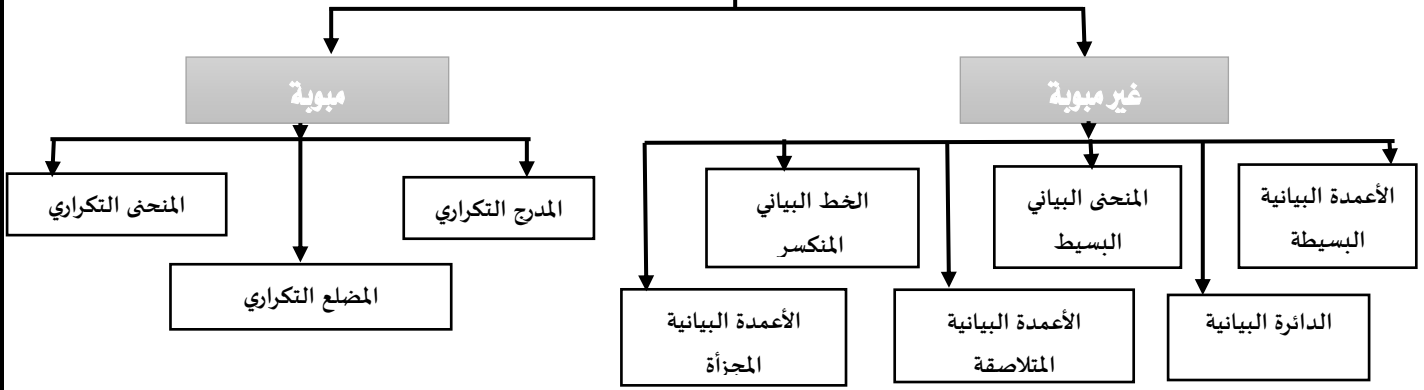 غير مبوبة
مبوبة
الأعمدة البيانية
البسيطة
المنحنى البياني
البسيط
الخط البياني
المنكسر
الدائرة البيانية
الأعمدة البيانية
المتلاصقة
الأعمدة البيانية
المجزأة
المدرج التكراري
المنحنى التكراري
المضلع التكراري